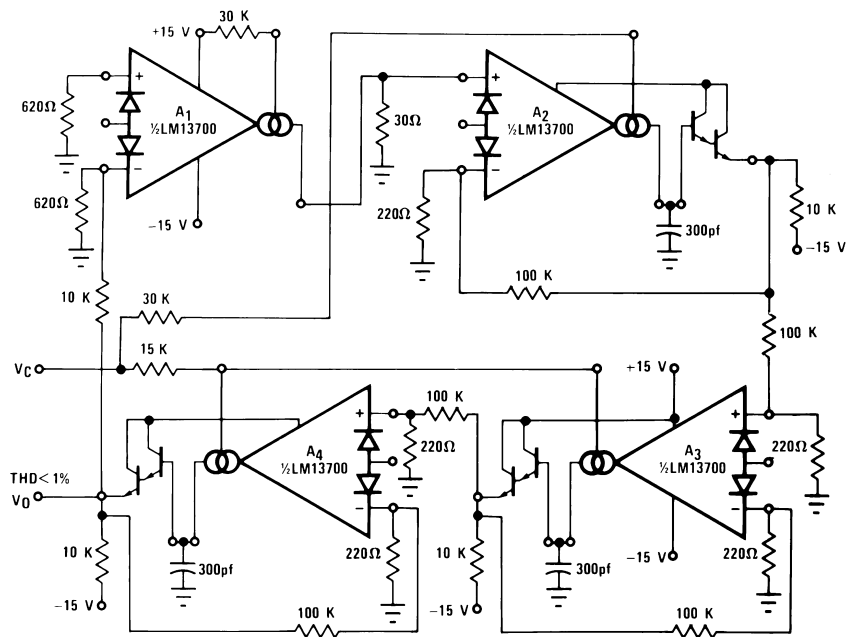 30 K
+15 V
A1
½LM13700
620Ω
620Ω
-15 V
10 K
30Ω
A2
½LM13700
220Ω
300pf
10 K
-15 V
100 K
100 K
30 K
15 K
VC
THD<1%
VO
10 K
-15 V
300pf
A4
½LM13700
100 K
220Ω
220Ω
100 K
10 K
-15 V
300pf
+15 V
A3
½LM13700
-15 V
220Ω
220Ω
100 K